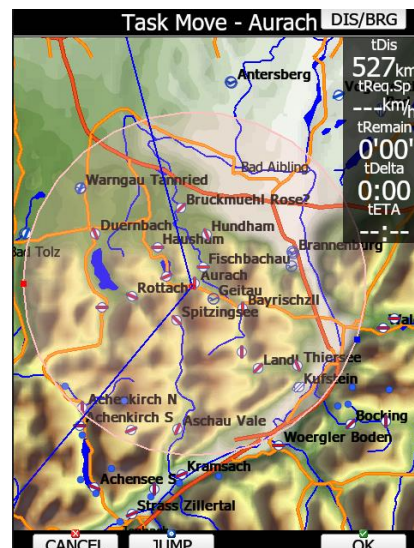 Task Move - Aurach
DIS/BRG
tDis
527km
tReq.Sp
---km/h
tRemain
0'00'
tDelta
0:00
tETA
--:--
Antersberg
Bad Aibling
Warngau Tannried
Bruckmuehl Rose?
Duernbach
Hundham
Hausham
Brannenburg
Bad Tolz
Fischbachau
Aurach
Rottach
Geitau
Bayrischzll
Spitzingsee
Landl
Thiersee
Kufstein
Achenkirch N
Achenkirch S
Aschau Vale
Bocking
Woergler Boden
Kramsach
Achensee S
Strass Zillertal
CANCEL
JUMP
OK